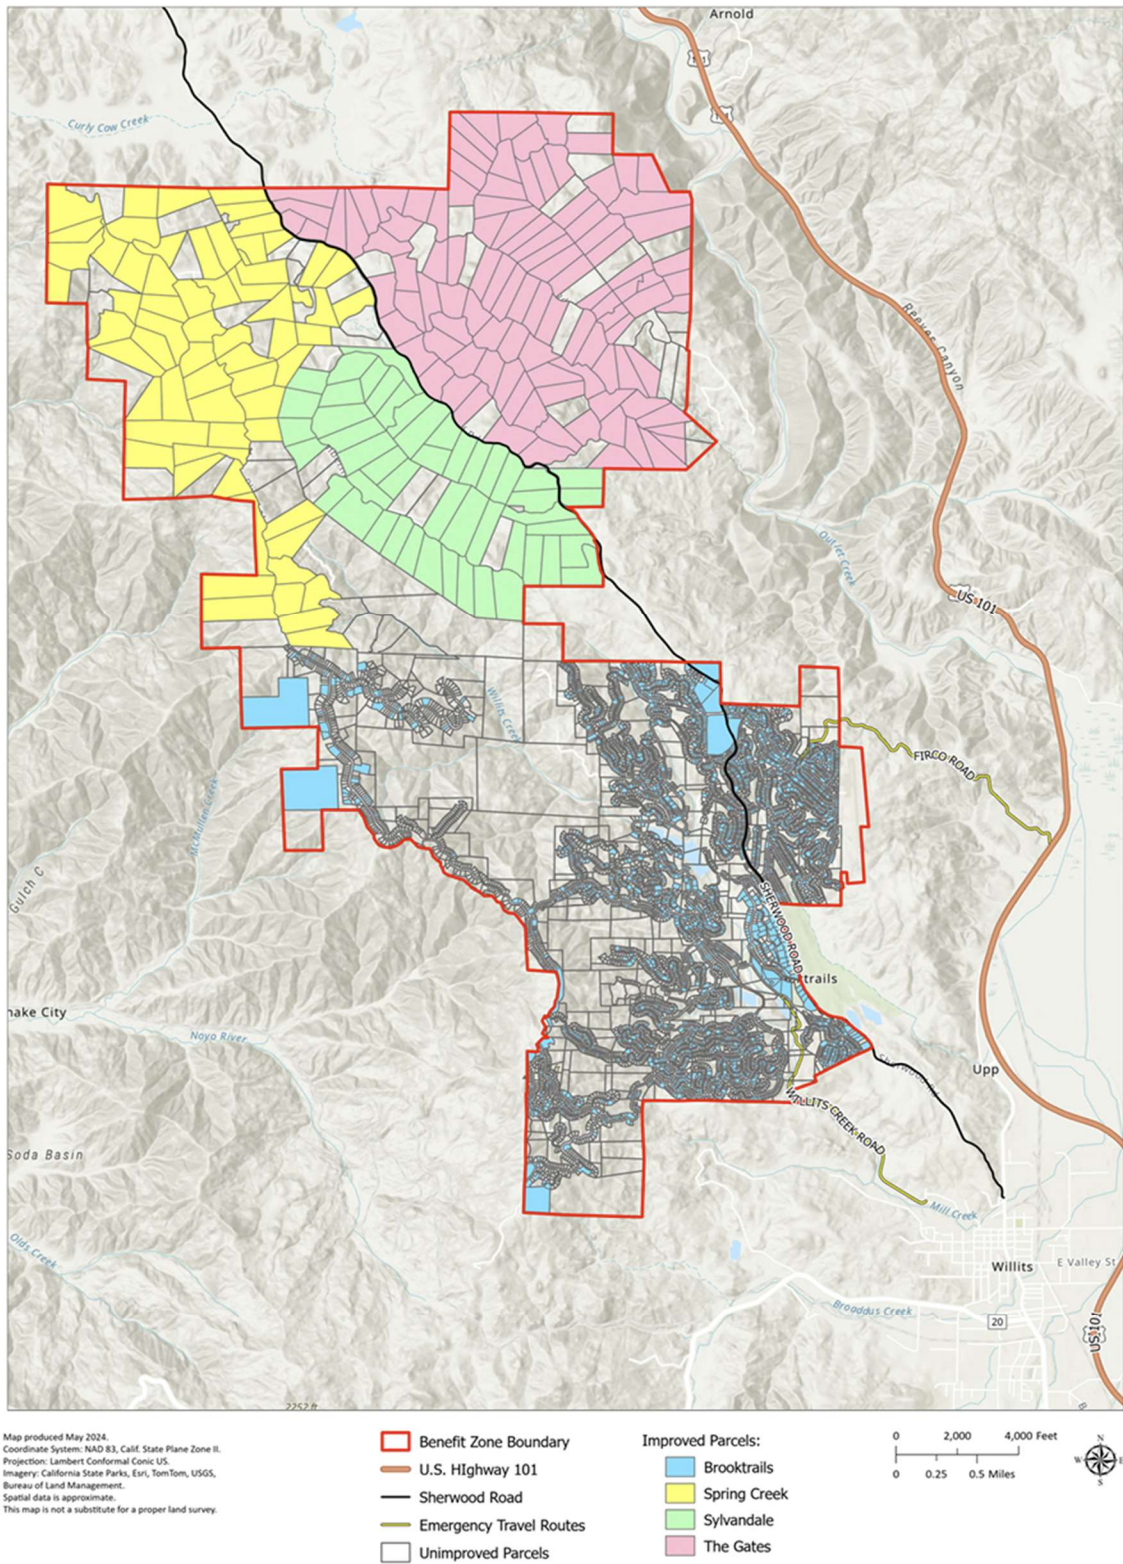 Arnold
Curly Cow Creek
Reeves Canyon
Outlet Creek
US 101
Willits Creek
FIRCO ROAD
McMullen Creek
Gulch C
SHERWOOD ROAD
trails
nake City
Noyo River
Upp
WILLITS CREEK ROAD
Soda Basin
Mill Creek
Olds Creek
Willits
E Valley St
Broaddus Creek
20
US 101
2252 ft
Map produced May 2024.
Coordinate System: NAD 83, Calif. State Plane Zone II.
Projection: Lambert Conformal Conic US.
Imagery: California State Parks, Esri, TomTom, USGS,
Bureau of Land Management.
Spatial data is approximate.
This map is not a substitute for a proper land survey.
Benefit Zone Boundary
U.S. HIghway 101
Sherwood Road
Emergency Travel Routes
Unimproved Parcels
Improved Parcels:
Brooktrails
Spring Creek
Sylvandale
The Gates
0 2,000 4,000 Feet
0 0.25 0.5 Miles
N
W E
S